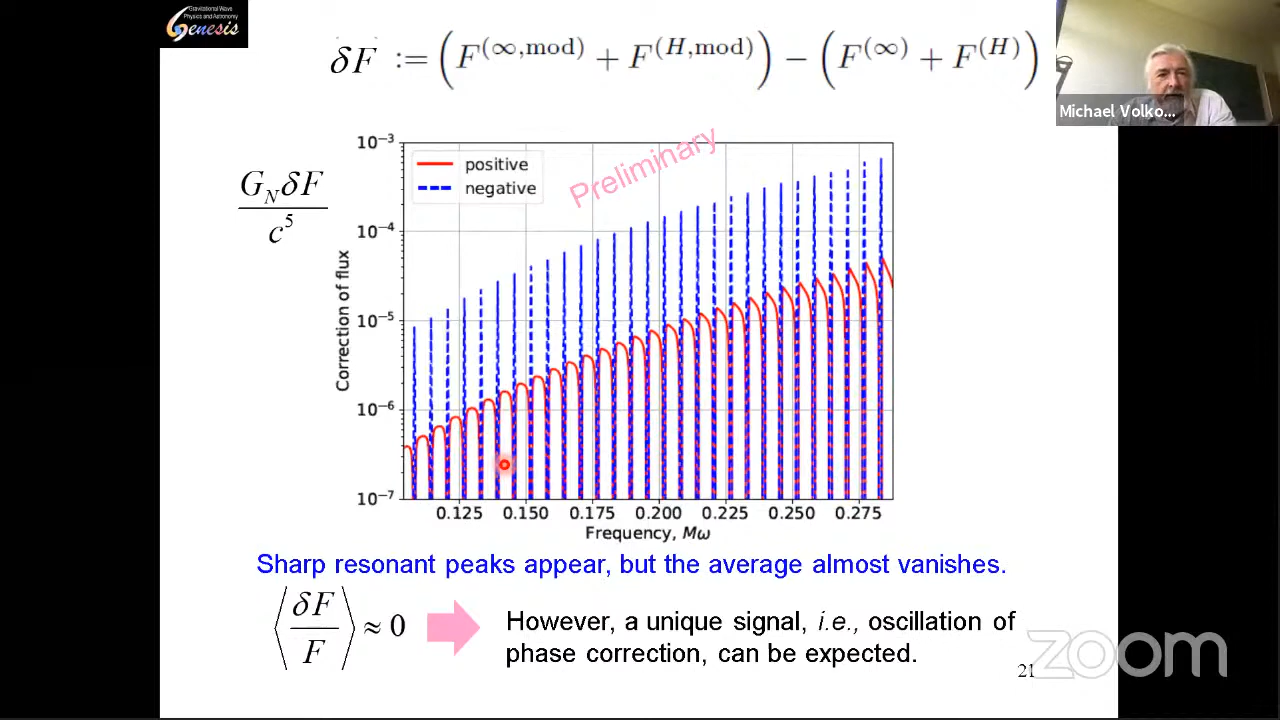 Gravitational Wave
Physics and Astronomy
Genesis
δF := (F^(∞,mod) + F^(H,mod)) − (F^(∞) + F^(H))
Michael Volko...
G_N δF / c^5
Preliminary
positive
negative
10^−3
10^−4
10^−5
10^−6
10^−7
Correction of flux
0.125 0.150 0.175 0.200 0.225 0.250 0.275
Frequency, Mω
Sharp resonant peaks appear, but the average almost vanishes.
⟨δF / F⟩ ≈ 0
However, a unique signal, i.e., oscillation of
phase correction, can be expected.
21
zoom